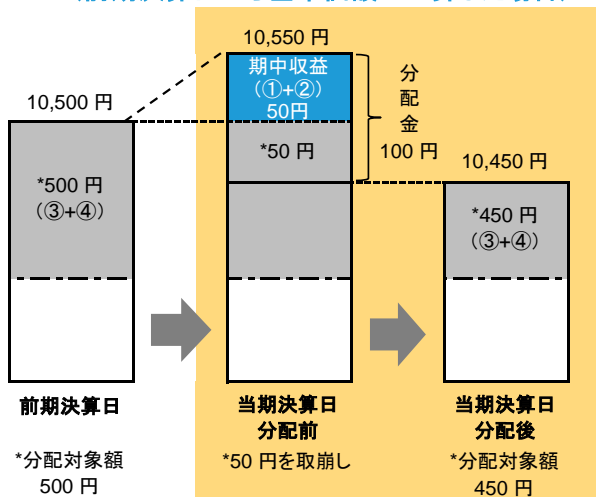 10,550 円
期中収益
(①+②)
50円
分
配
金
100 円
10,500 円
*500 円
(③+④)
*50 円
10,450 円
*450 円
(③+④)
前期決算日
当期決算日
分配前
当期決算日
分配後
*分配対象額
500 円
*50 円を取崩し
*分配対象額
450 円